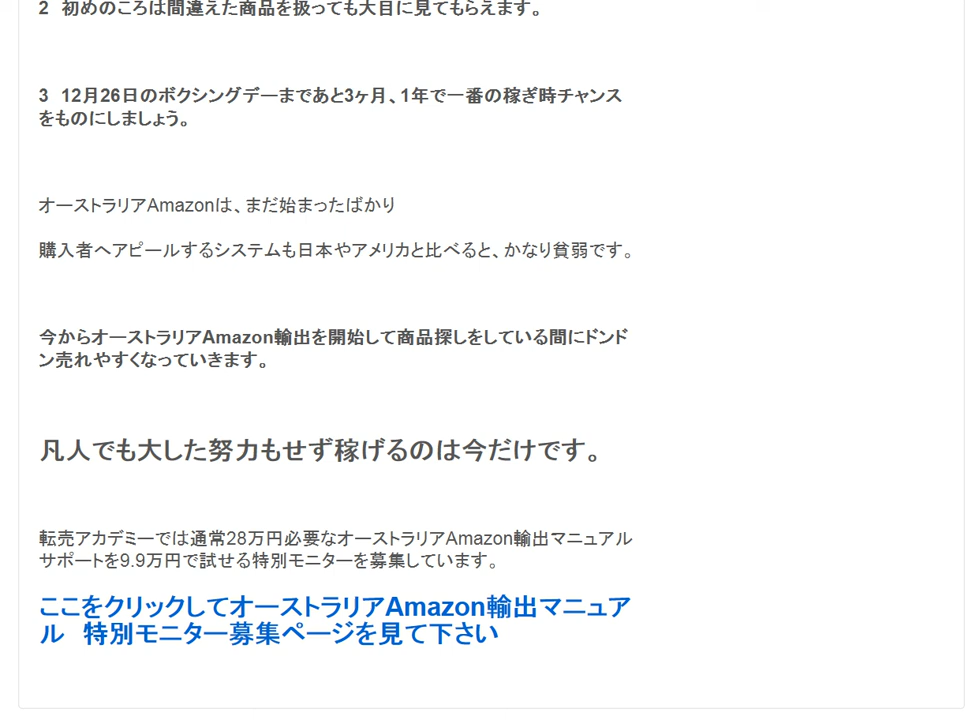 2　初めのころは間違えた商品を扱っても大目に見てもらえます。
3　12月26日のボクシングデーまであと3ヶ月、1年で一番の稼ぎ時チャンス
をものにしましょう。
オーストラリアAmazonは、まだ始まったばかり
購入者へアピールするシステムも日本やアメリカと比べると、かなり貧弱です。
今からオーストラリアAmazon輸出を開始して商品探しをしている間にドンド
ン売れやすくなっていきます。
凡人でも大した努力もせず稼げるのは今だけです。
転売アカデミーでは通常28万円必要なオーストラリアAmazon輸出マニュアル
サポートを9.9万円で試せる特別モニターを募集しています。
ここをクリックしてオーストラリアAmazon輸出マニュア
ル　特別モニター募集ページを見て下さい